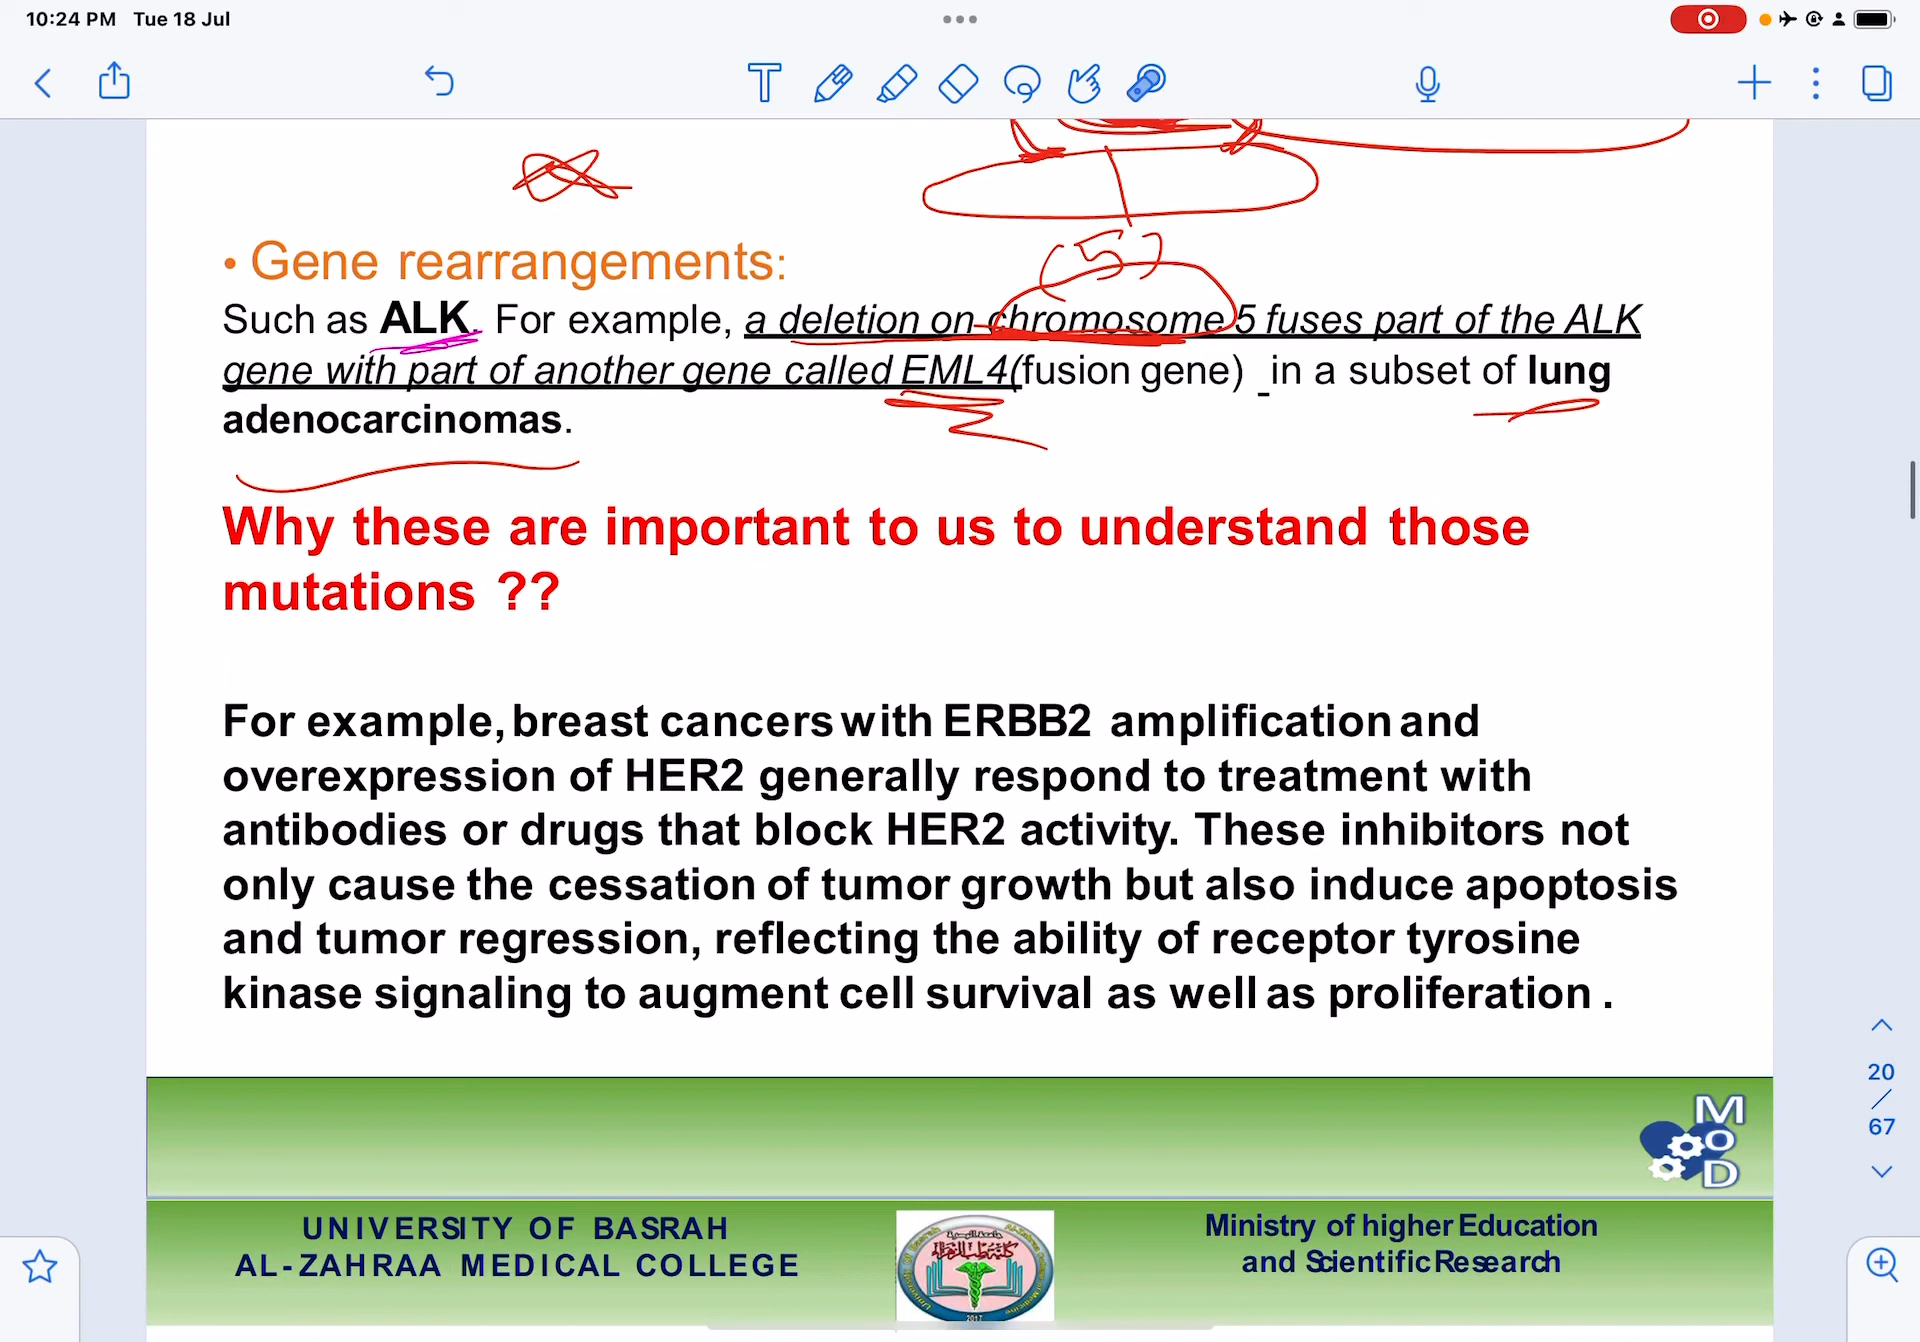 10:24 PM Tue 18 Jul
(5)
• Gene rearrangements:
Such as ALK. For example, a deletion on chromosome 5 fuses part of the ALK
gene with part of another gene called EML4(fusion gene) _in a subset of lung
adenocarcinomas.
Why these are important to us to understand those
mutations ??
For example, breast cancers with ERBB2 amplification and
overexpression of HER2 generally respond to treatment with
antibodies or drugs that block HER2 activity. These inhibitors not
only cause the cessation of tumor growth but also induce apoptosis
and tumor regression, reflecting the ability of receptor tyrosine
kinase signaling to augment cell survival as well as proliferation .
20
/
67
M
O
D
UNIVERSITY OF BASRAH
AL-ZAHRAA MEDICAL COLLEGE
Ministry of higher Education
and Scientific Research
2017